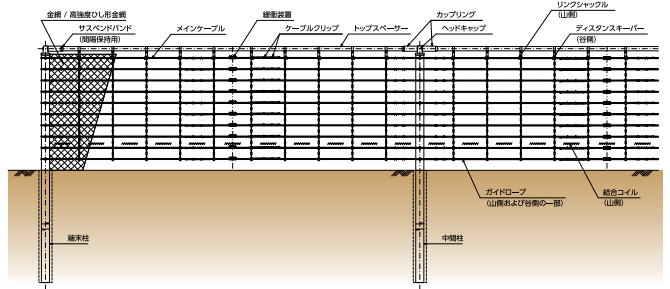 金網 / 高強度ひし形金網
緩衝装置
カップリング
リンクシャックル
(山側)
サスペンドバンド
(間隔保持用)
メインケーブル
ケーブルクリップ
トップスペーサー
ヘッドキャップ
ディスタンスキーパー
(谷側)
ガイドロープ
(山側および谷側の一部)
結合コイル
(山側)
端末柱
中間柱